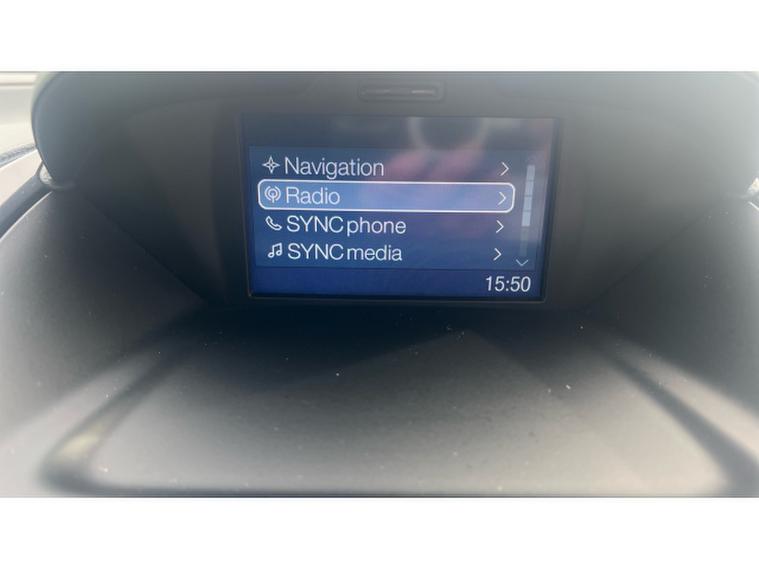 Navigation
Radio
SYNC phone
SYNC media
15:50